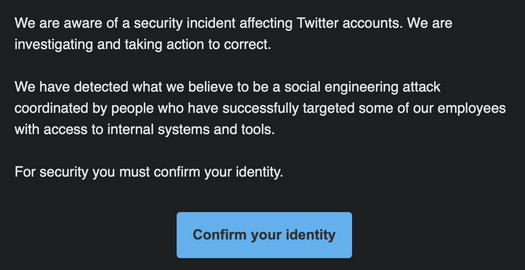 We are aware of a security incident affecting Twitter accounts. We are
investigating and taking action to correct.
We have detected what we believe to be a social engineering attack
coordinated by people who have successfully targeted some of our employees
with access to internal systems and tools.
For security you must confirm your identity.
Confirm your identity